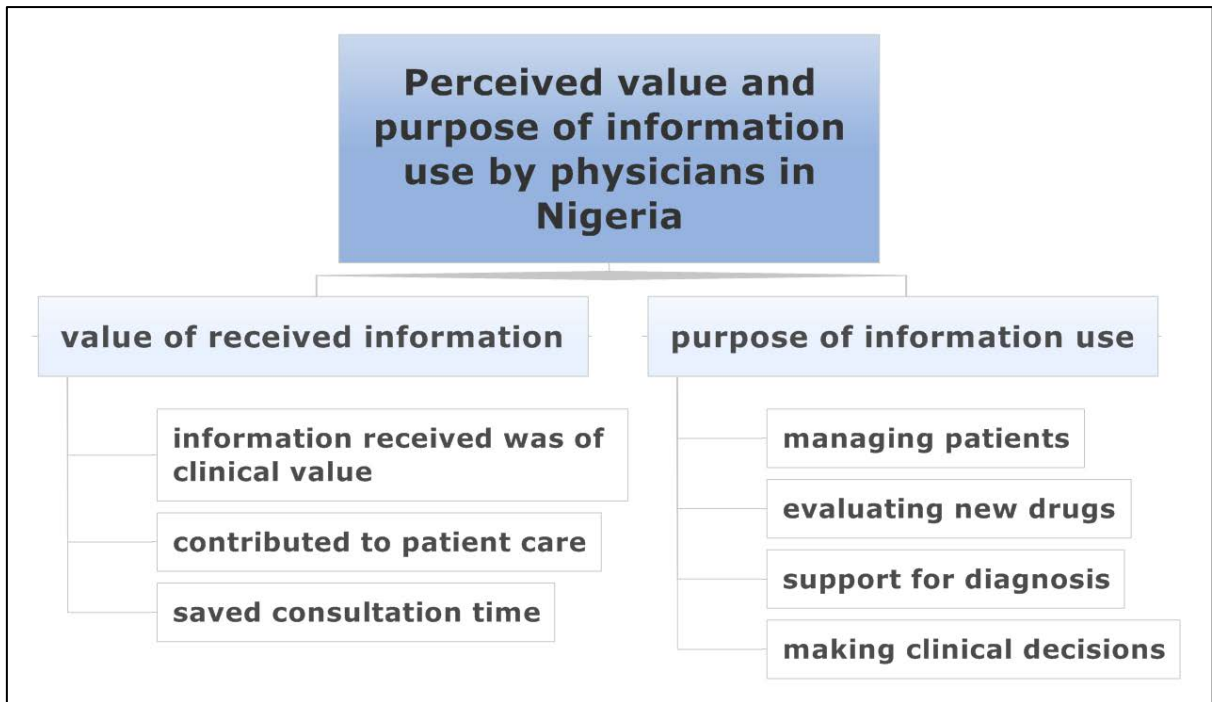 Perceived value and
purpose of information
use by physicians in
Nigeria
value of received information
information received was of
clinical value
contributed to patient care
saved consultation time
purpose of information use
managing patients
evaluating new drugs
support for diagnosis
making clinical decisions